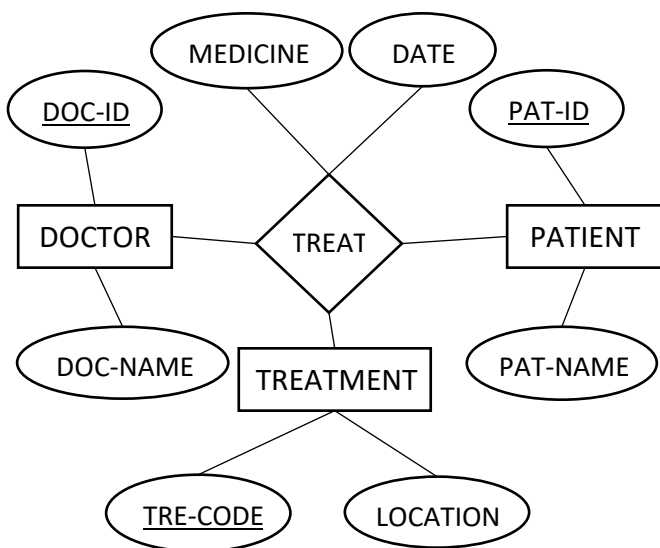 MEDICINE
DATE
DOC-ID
PAT-ID
DOCTOR
TREAT
PATIENT
DOC-NAME
TREATMENT
PAT-NAME
TRE-CODE
LOCATION